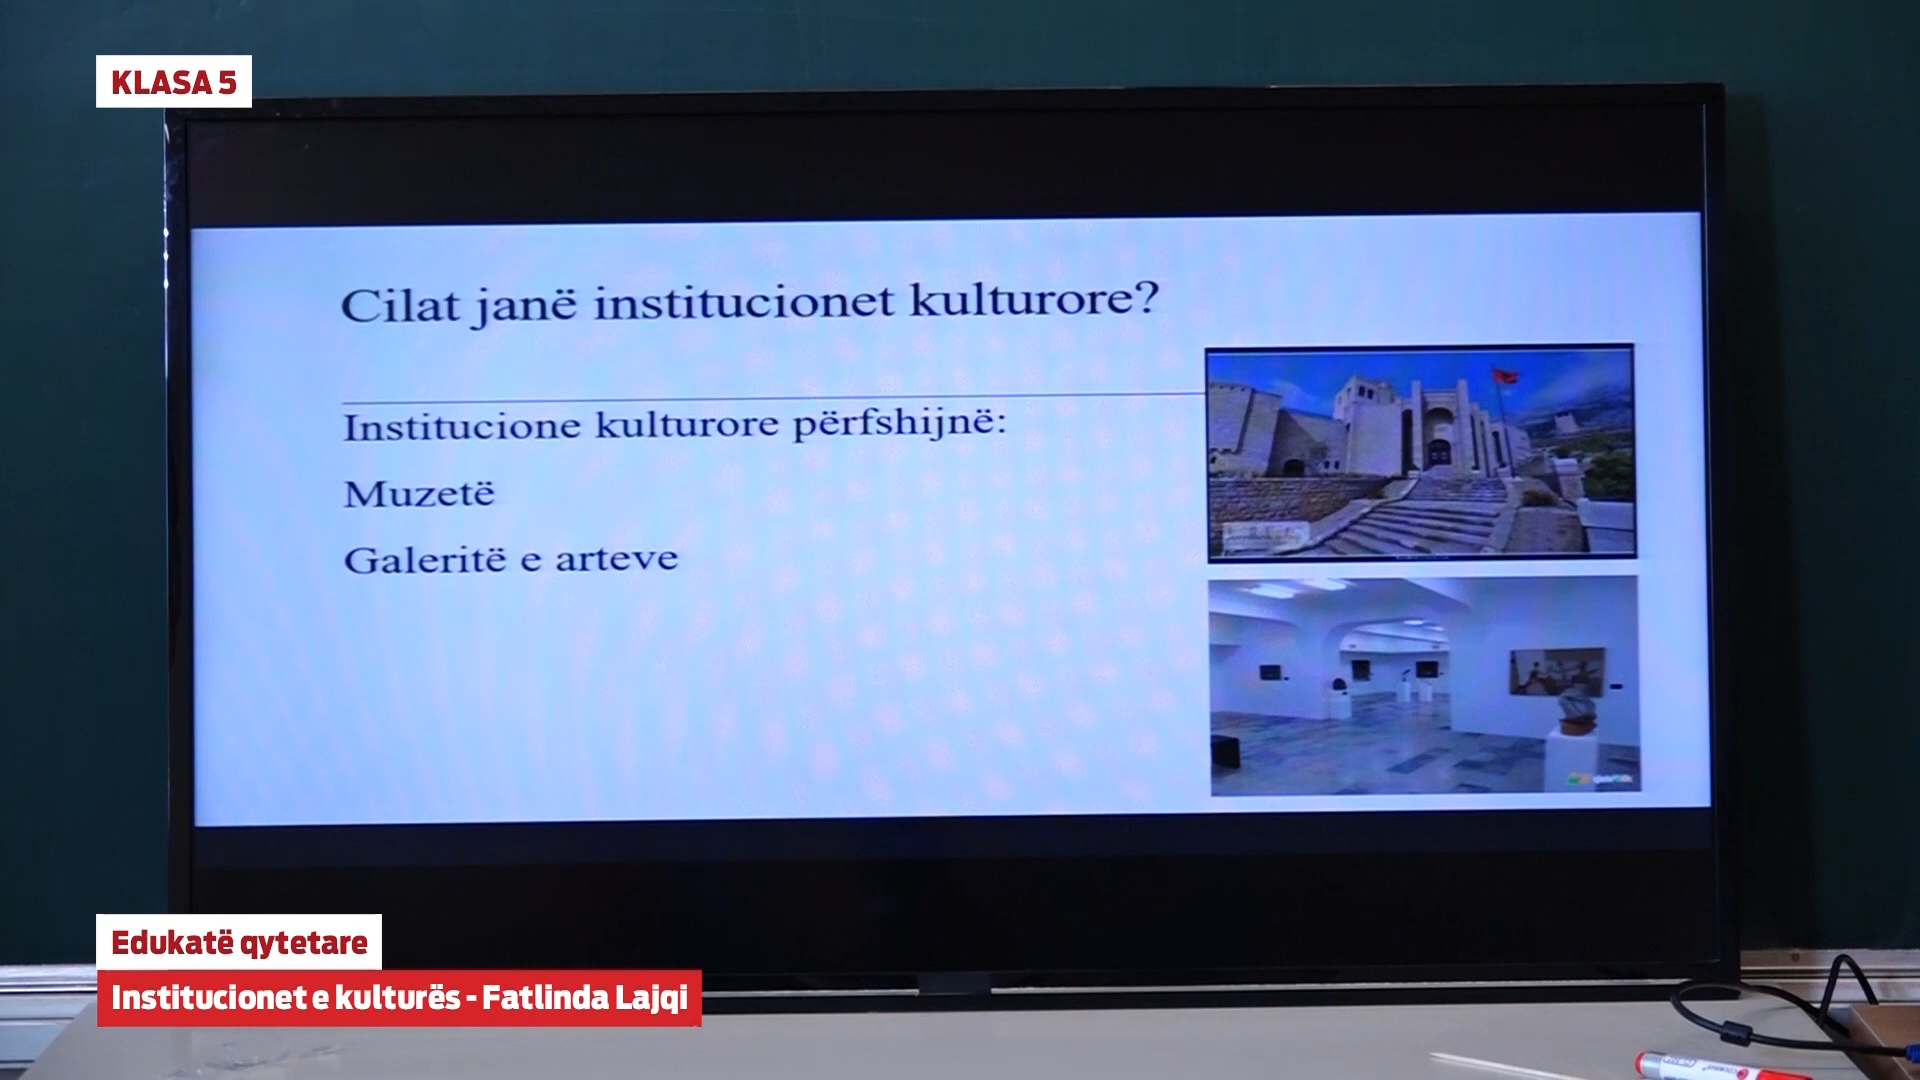 KLASA 5
Cilat janë institucionet kulturore?
Institucione kulturore përfshijnë:
Muzetë
Galeritë e arteve
Edukatë qytetare
Institucionet e kulturës - Fatlinda Lajqi